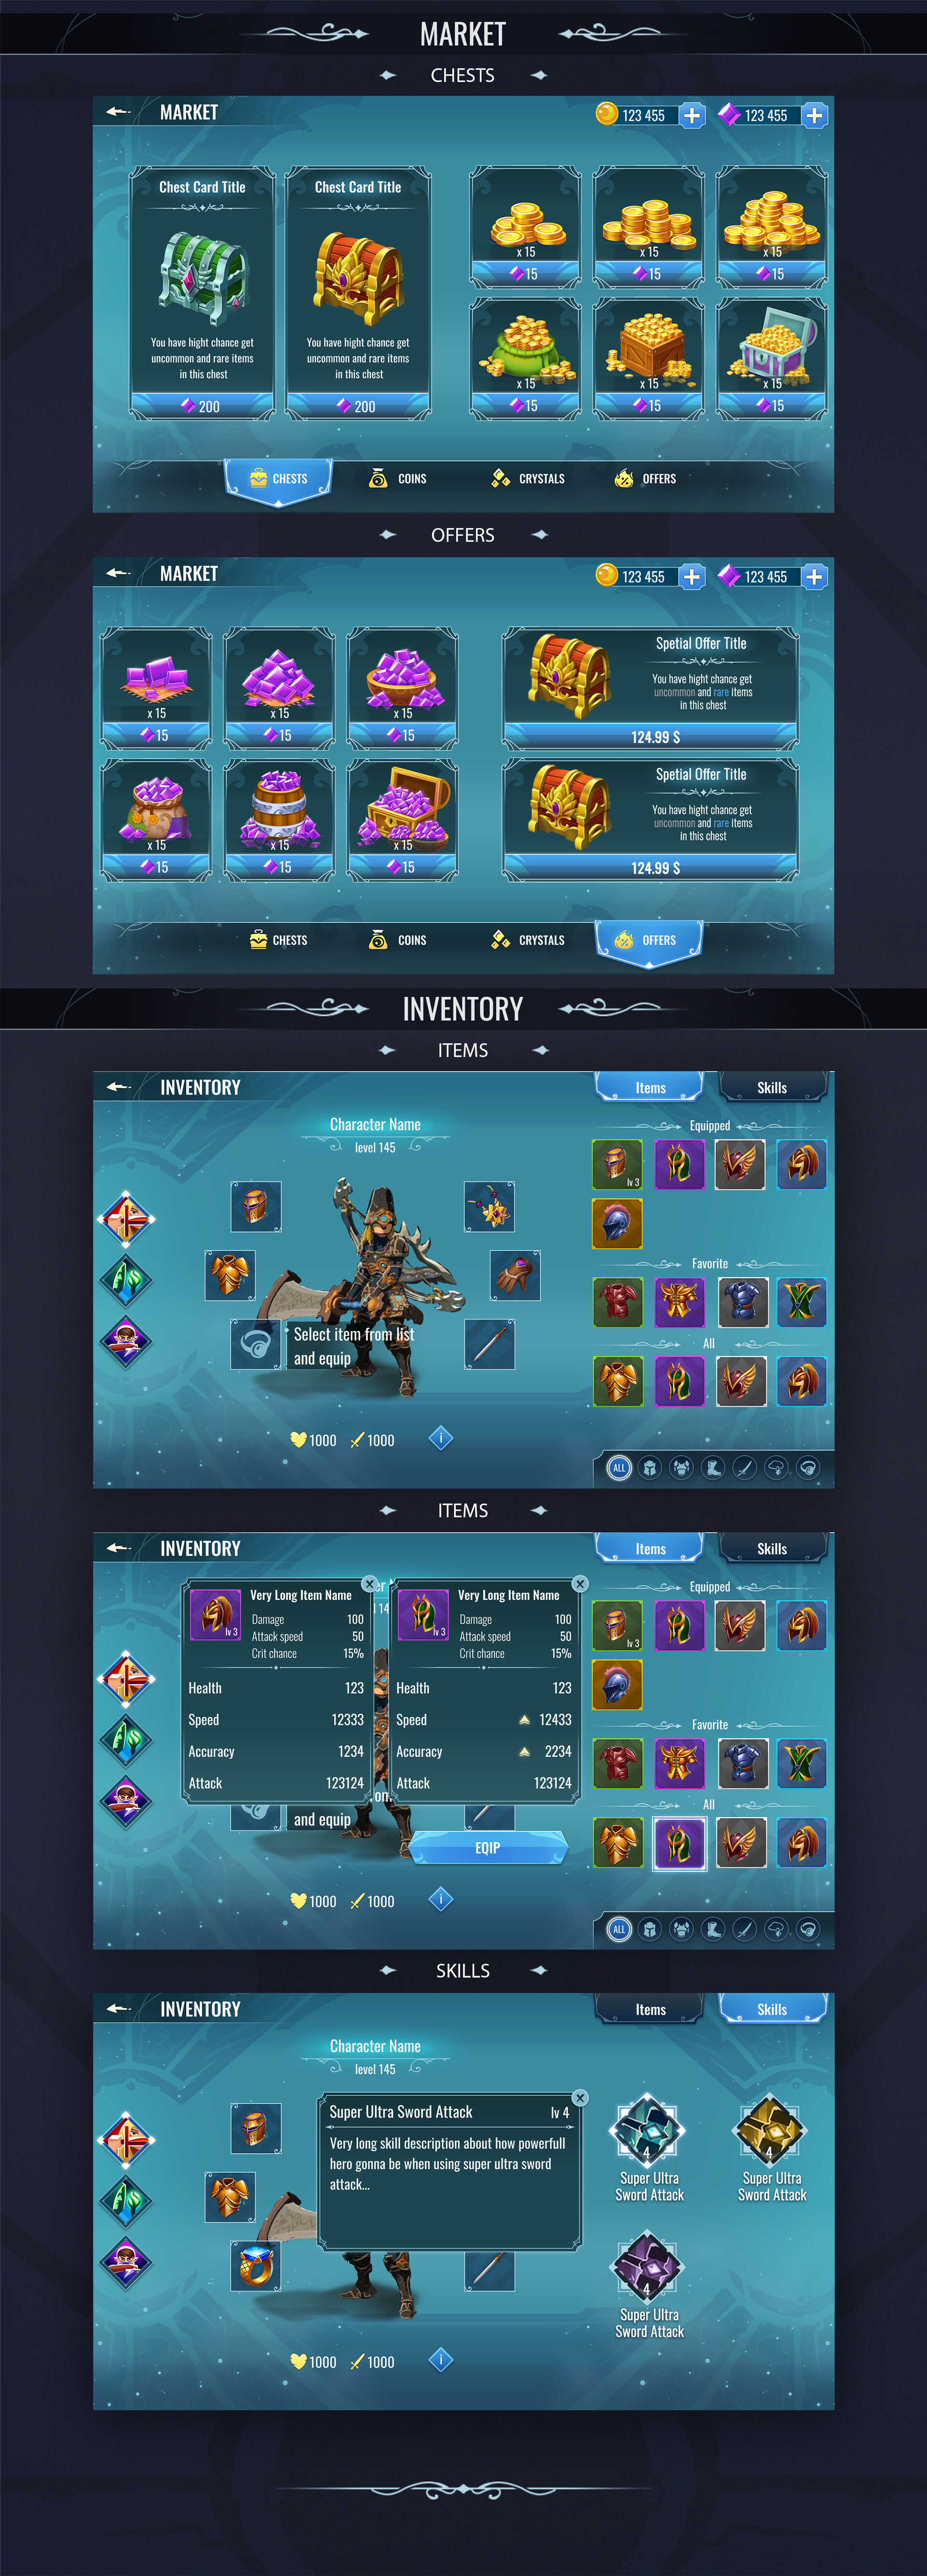 MARKET
CHESTS
MARKET
123 455
123 455
Chest Card Title
You have hight chance get
uncommon and rare items
in this chest
200
Chest Card Title
You have hight chance get
uncommon and rare items
in this chest
200
x 15
15
x 15
15
x 15
15
x 15
15
x 15
15
x 15
15
CHESTS
COINS
CRYSTALS
OFFERS
OFFERS
MARKET
123 455
123 455
x 15
15
x 15
15
x 15
15
x 15
15
x 15
15
x 15
15
Spetial Offer Title
You have hight chance get
uncommon and rare items
in this chest
124.99 $
Spetial Offer Title
You have hight chance get
uncommon and rare items
in this chest
124.99 $
CHESTS
COINS
CRYSTALS
OFFERS
INVENTORY
ITEMS
INVENTORY
Items
Skills
Character Name
level 145
Select item from list
and equip
1000
1000
i
Equipped
lv 3
Favorite
All
ALL
ITEMS
INVENTORY
Items
Skills
Very Long Item Name
lv 3
Damage 100
Attack speed 50
Crit chance 15%
Health 123
Speed 12333
Accuracy 1234
Attack 123124
Very Long Item Name
lv 3
Damage 100
Attack speed 50
Crit chance 15%
Health 123
Speed 12433
Accuracy 2234
Attack 123124
and equip
EQIP
1000
1000
i
Equipped
lv 3
Favorite
All
ALL
SKILLS
INVENTORY
Items
Skills
Character Name
level 145
Super Ultra Sword Attack lv 4
Very long skill description about how powerfull
hero gonna be when using super ultra sword
attack...
1000
1000
i
4
Super Ultra
Sword Attack
4
Super Ultra
Sword Attack
4
Super Ultra
Sword Attack